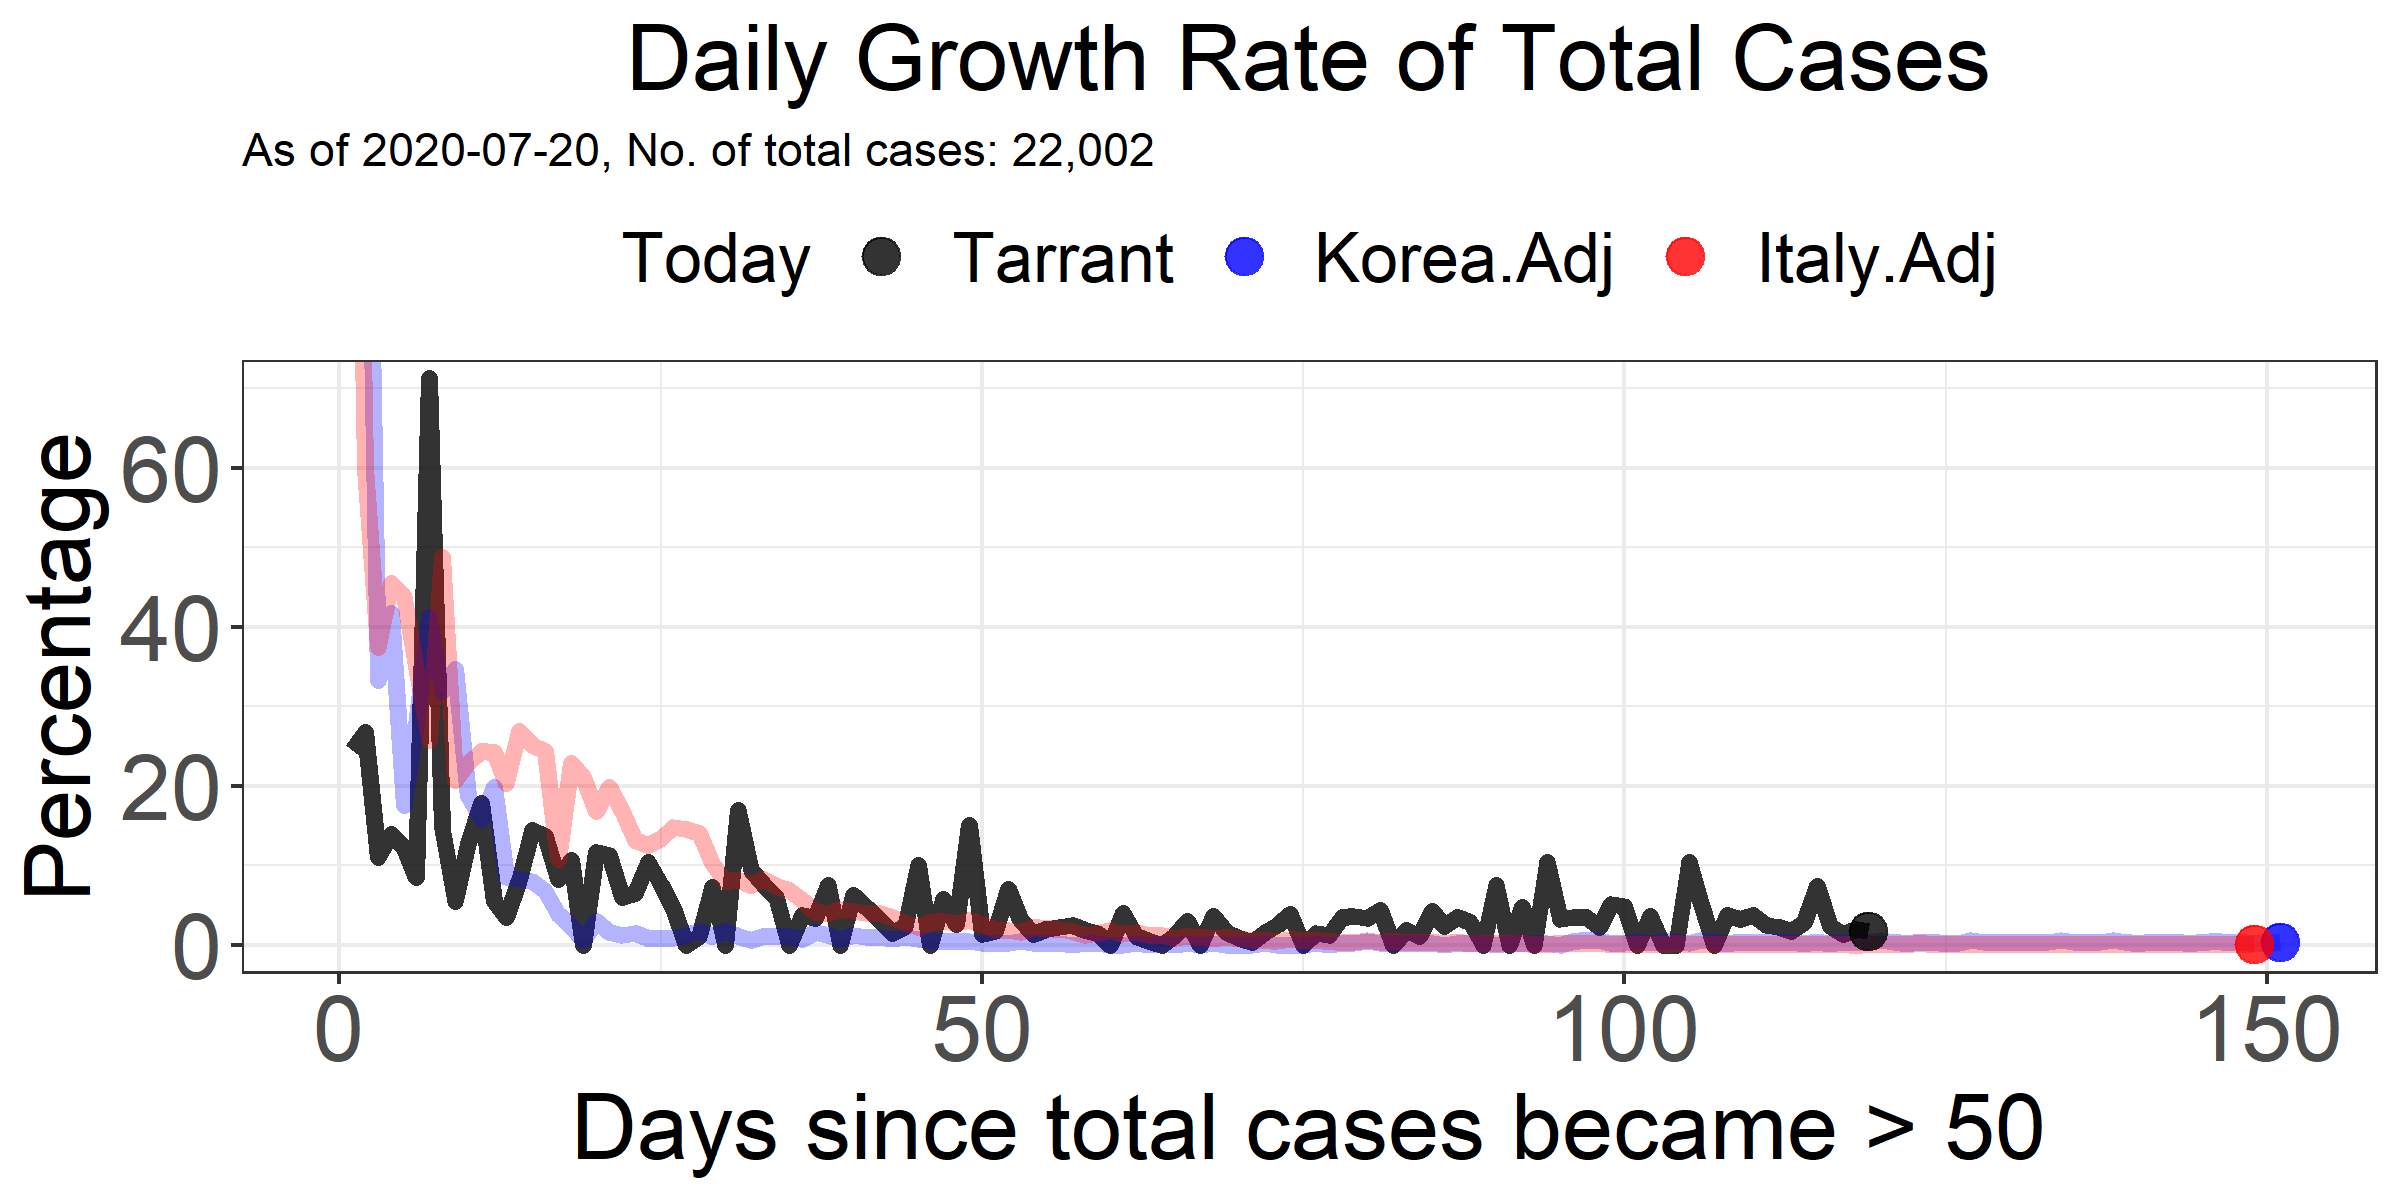 Daily Growth Rate of Total Cases
As of 2020-07-20, No. of total cases: 22,002
Today Tarrant Korea.Adj Italy.Adj
Percentage
60
40
20
0
0 50 100 150
Days since total cases became > 50